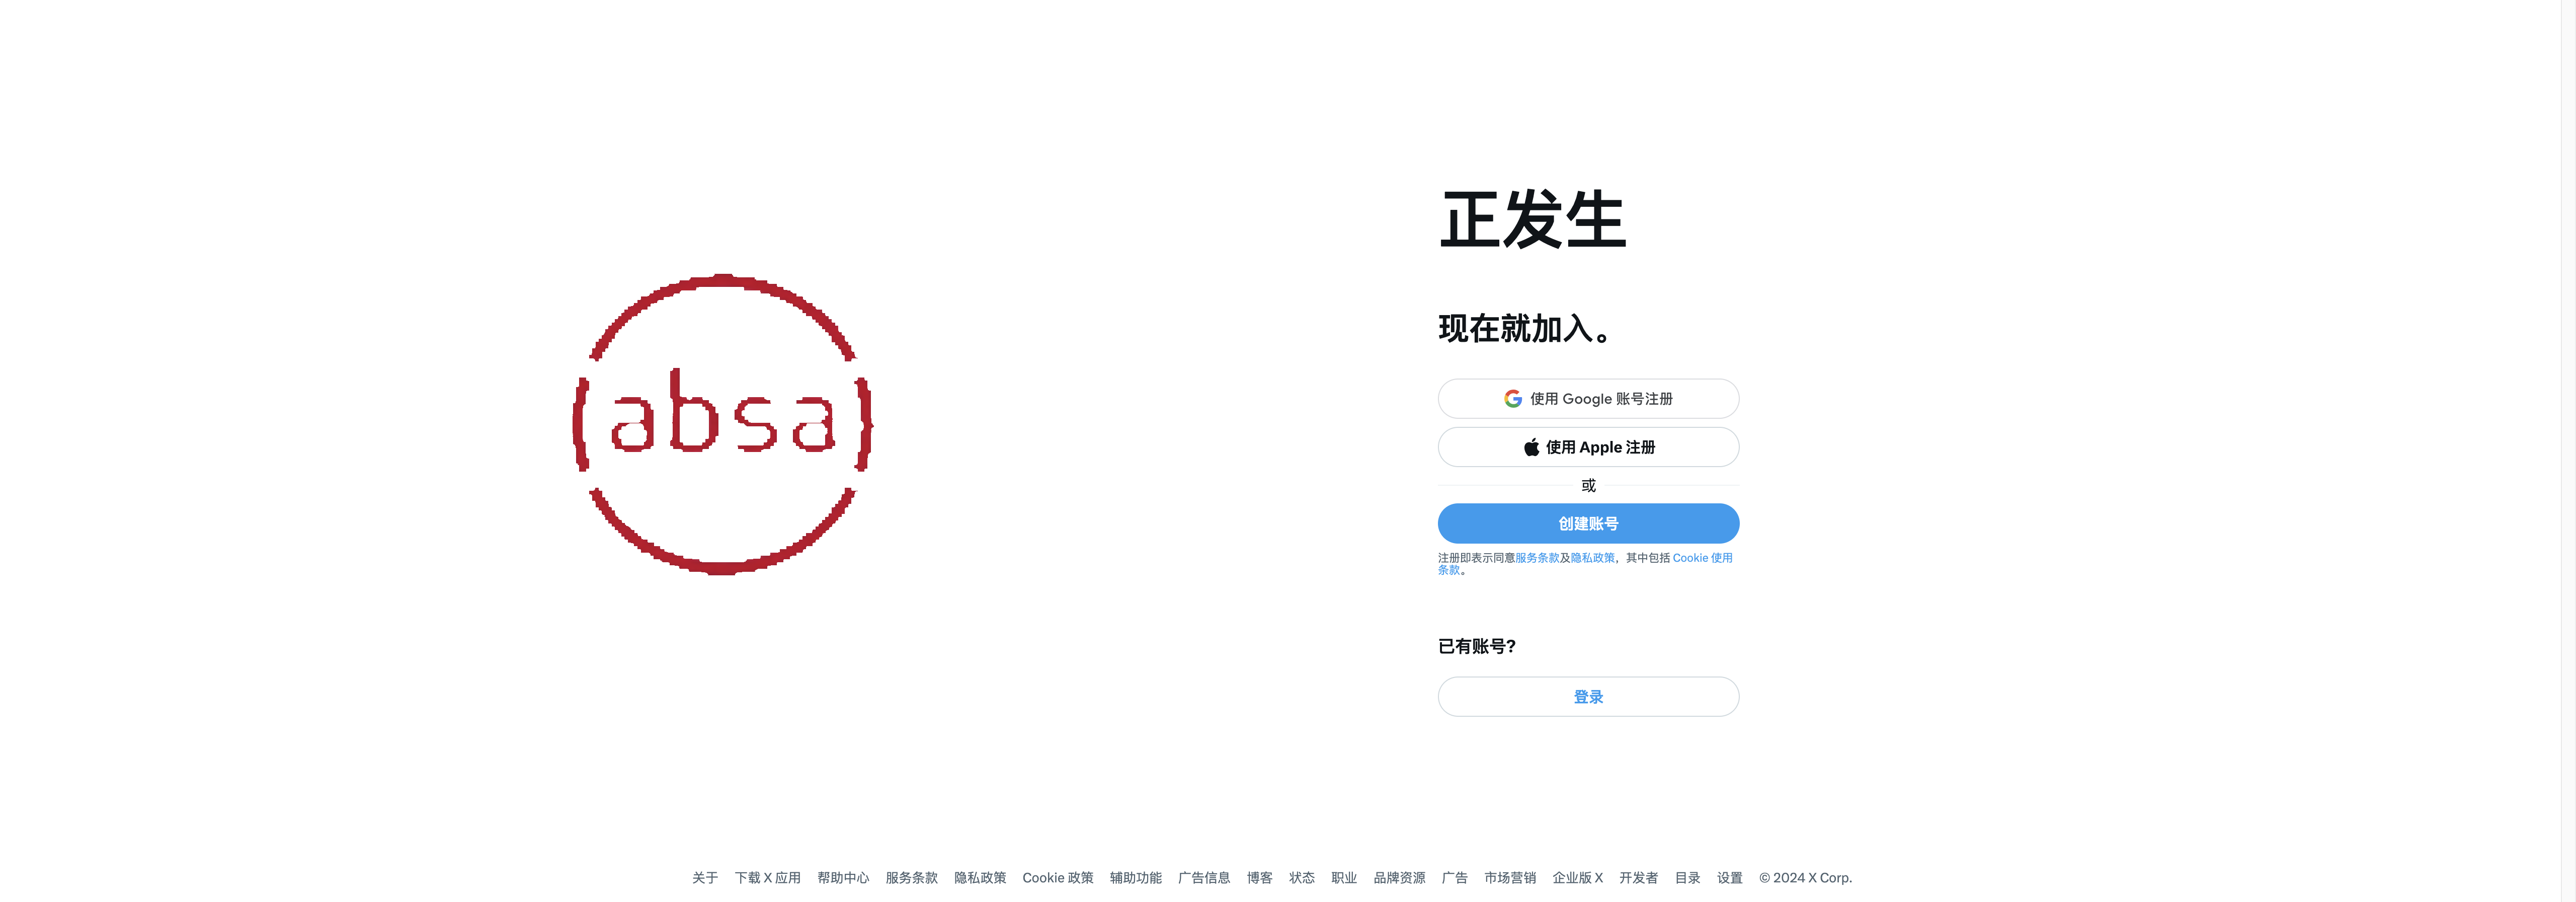 absa
正发生
现在就加入。
使用 Google 账号注册
使用 Apple 注册
或
创建账号
注册即表示同意服务条款及隐私政策，其中包括 Cookie 使用
条款。
已有账号?
登录
关于 下载 X 应用 帮助中心 服务条款 隐私政策 Cookie 政策 辅助功能 广告信息 博客 状态 职业 品牌资源 广告 市场营销 企业版 X 开发者 目录 设置 © 2024 X Corp.